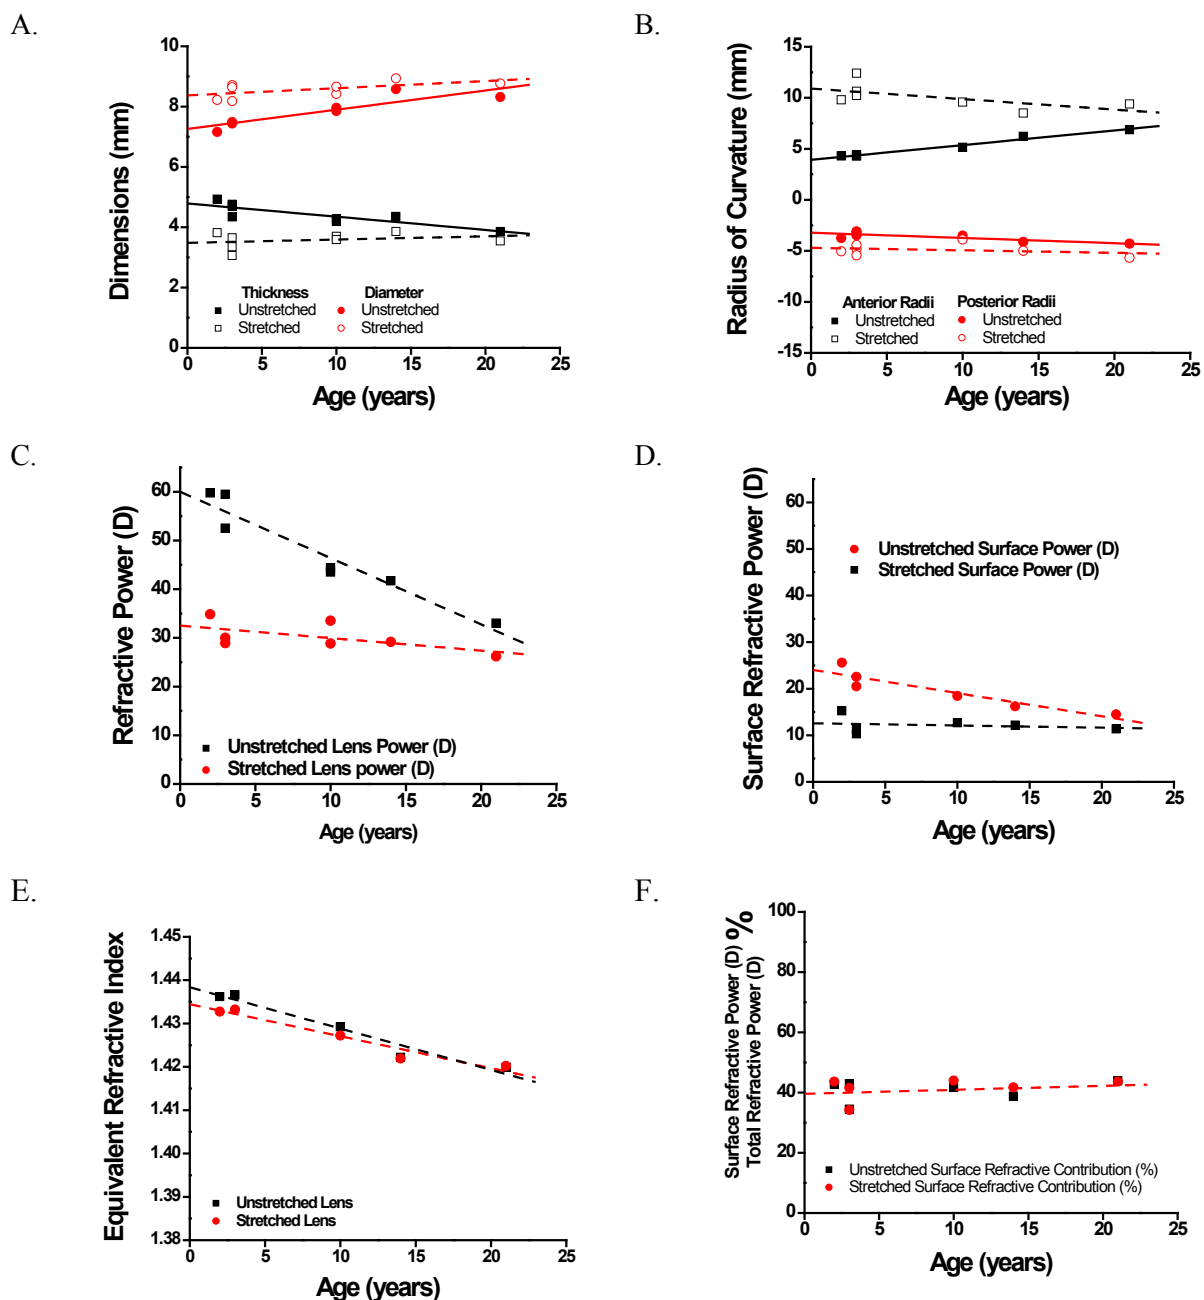 A.
Dimensions (mm)
10
8
6
4
2
0
Thickness Diameter
Unstretched Unstretched
Stretched Stretched
0 5 10 15 20 25
Age (years)
B.
Radius of Curvature (mm)
15
10
5
0
-5
-10
-15
Anterior Radii Posterior Radii
Unstretched Unstretched
Stretched Stretched
0 5 10 15 20 25
Age (years)
C.
Refractive Power (D)
60
50
40
30
20
10
0
Unstretched Lens Power (D)
Stretched Lens power (D)
0 5 10 15 20 25
Age (years)
D.
Surface Refractive Power (D)
60
50
40
30
20
10
0
Unstretched Surface Power (D)
Stretched Surface Power (D)
0 5 10 15 20 25
Age (years)
E.
Equivalent Refractive Index
1.45
1.44
1.43
1.42
1.41
1.40
1.39
1.38
Unstretched Lens
Stretched Lens
0 5 10 15 20 25
Age (years)
F.
Surface Refractive Power (D) %
Total Refractive Power (D)
100
80
60
40
20
0
Unstretched Surface Refractive Contribution (%)
Stretched Surface Refractive Contribution (%)
0 5 10 15 20 25
Age (years)